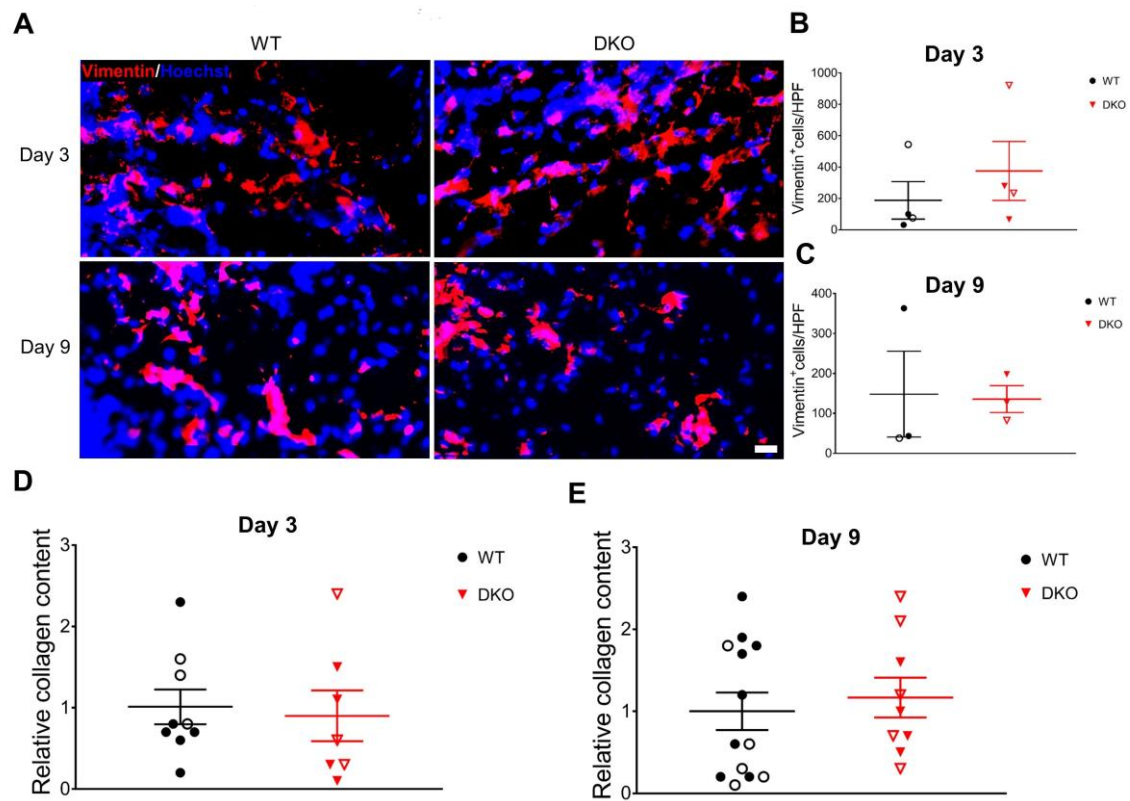 A
WT
DKO
Vimentin/Hoechst
Day 3
Day 9
B
Day 3
Vimentin+cells/HPF
1000
800
600
400
200
0
WT
DKO
C
Day 9
Vimentin+cells/HPF
400
300
200
100
0
WT
DKO
D
Day 3
Relative collagen content
3
2
1
0
WT
DKO
E
Day 9
Relative collagen content
3
2
1
0
WT
DKO